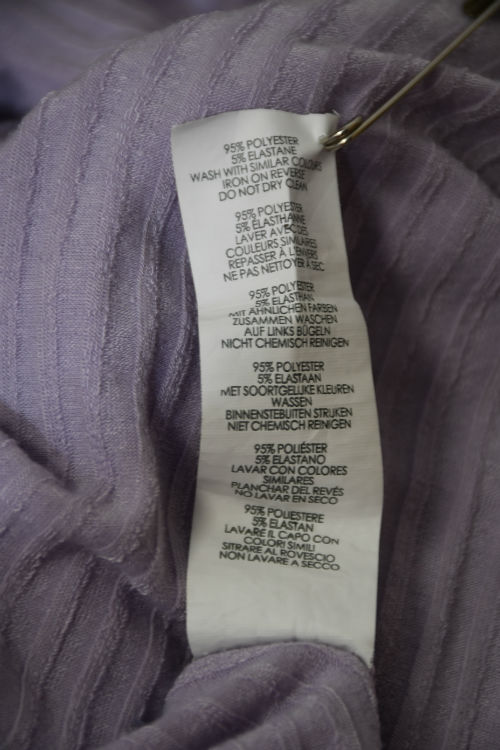 95% POLYESTER
5% ELASTANE
WASH WITH SIMILAR COLOURS
IRON ON REVERSE
DO NOT DRY CLEAN
95% POLYESTER
5% ÉLASTHANNE
LAVER AVEC DES
COULEURS SIMILAIRES
REPASSER À L'ENVERS
NE PAS NETTOYER À SEC
95% POLYESTER
5% ELASTHAN
MIT ÄHNLICHEN FARBEN
ZUSAMMEN WASCHEN
AUF LINKS BÜGELN
NICHT CHEMISCH REINIGEN
95% POLYESTER
5% ELASTAAN
MET SOORTGELIJKE KLEUREN
WASSEN
BINNENSTEBUITEN STRIJKEN
NIET CHEMISCH REINIGEN
95% POLIÉSTER
5% ELASTANO
LAVAR CON COLORES
SIMILARES
PLANCHAR DEL REVÉS
NO LAVAR EN SECO
95% POLIESTERE
5% ELASTAN
LAVARE IL CAPO CON
COLORI SIMILI
STIRARE AL ROVESCIO
NON LAVARE A SECCO